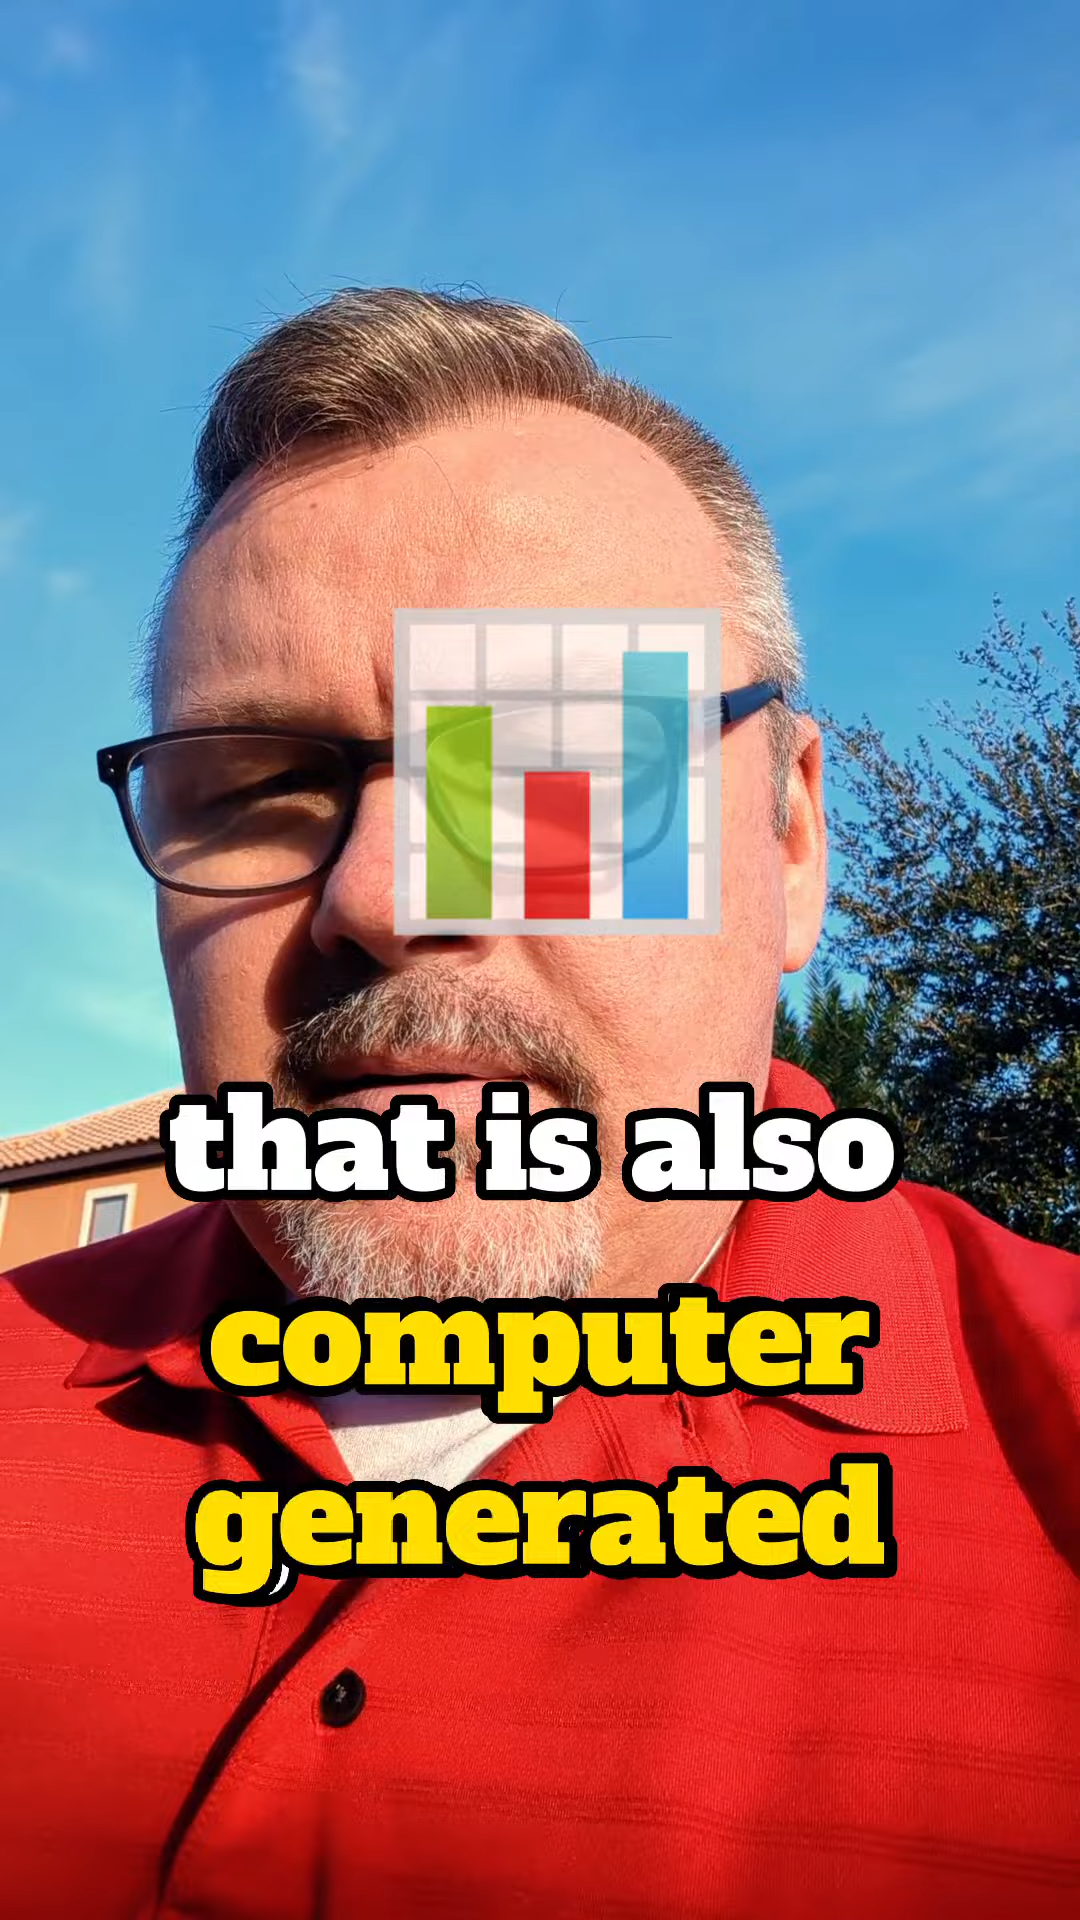 that is also
computer
generated